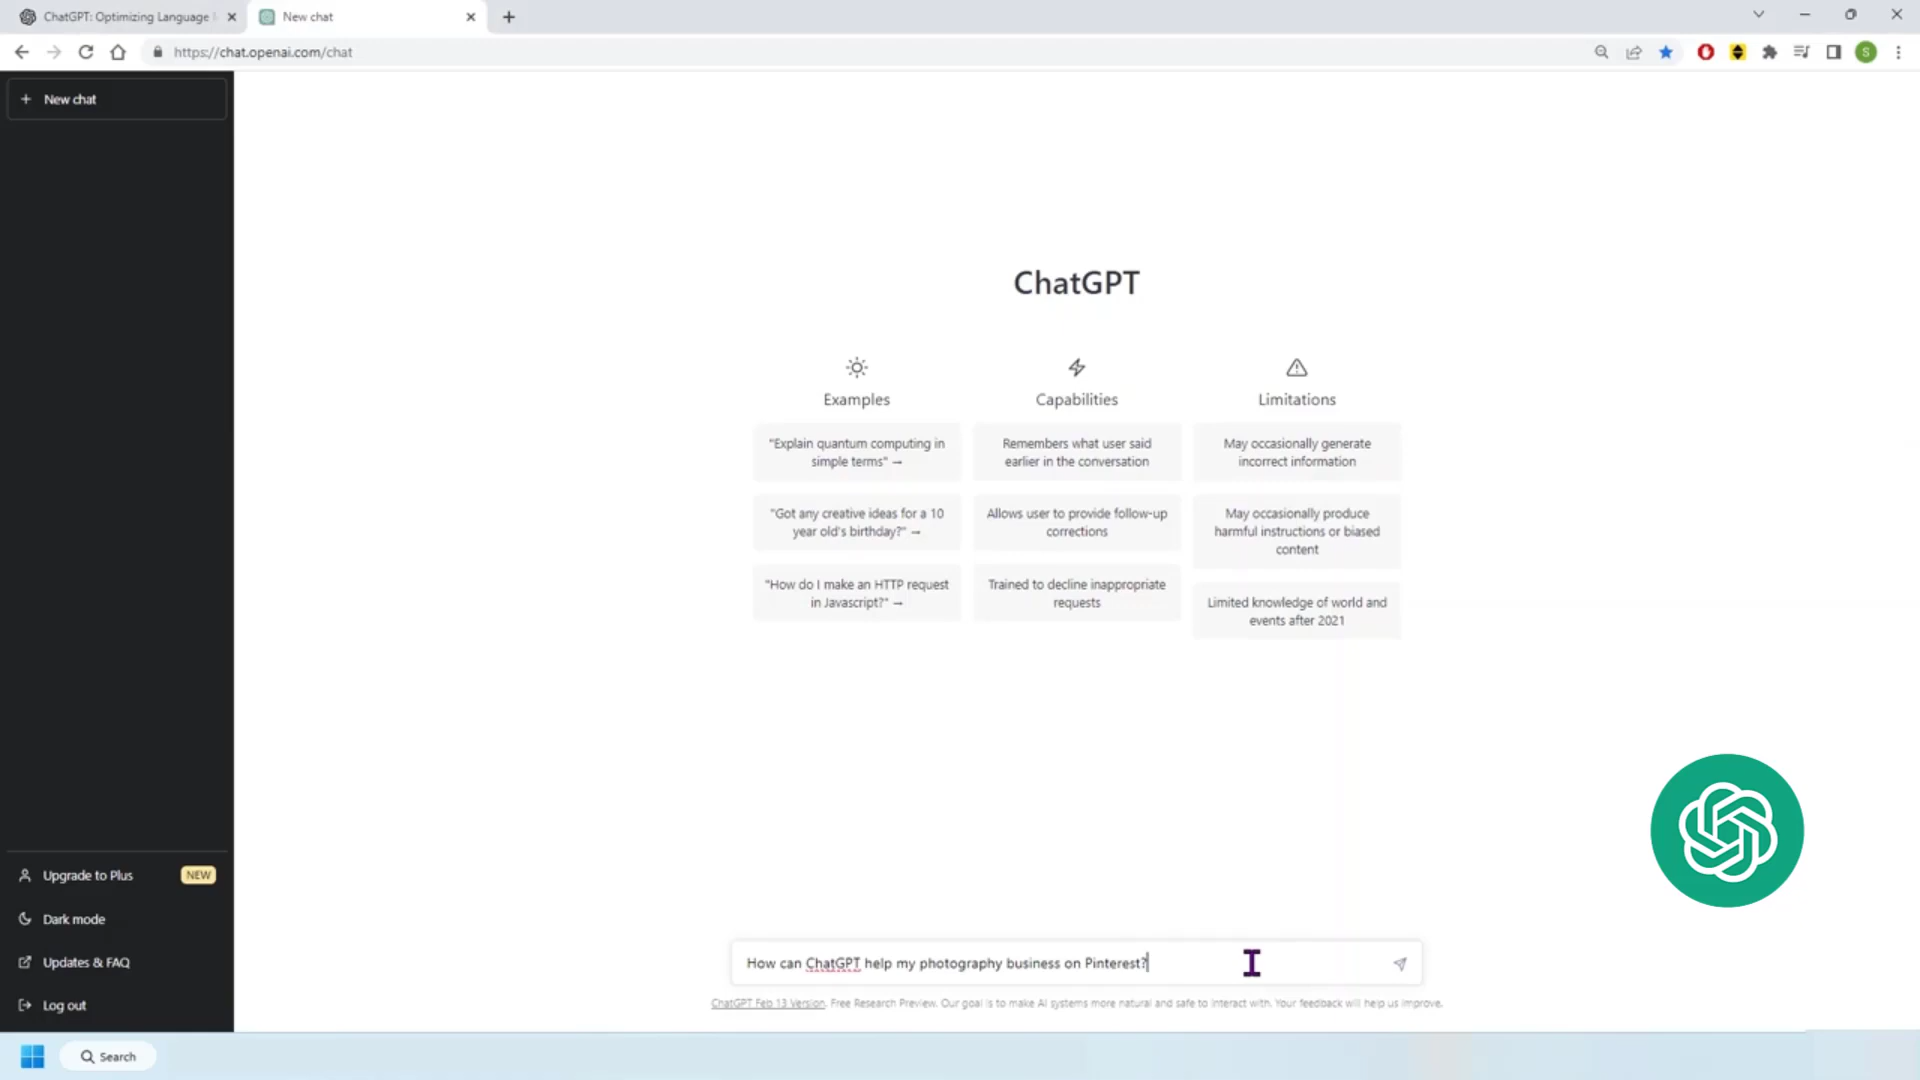 ChatGPT: Optimizing Language
New chat
https://chat.openai.com/chat
S
New chat
ChatGPT
Examples
Capabilities
Limitations
"Explain quantum computing in
simple terms" →
Remembers what user said
earlier in the conversation
May occasionally generate
incorrect information
"Got any creative ideas for a 10
year old's birthday?" →
Allows user to provide follow-up
corrections
May occasionally produce
harmful instructions or biased
content
"How do I make an HTTP request
in Javascript?" →
Trained to decline inappropriate
requests
Limited knowledge of world and
events after 2021
Upgrade to Plus
NEW
Dark mode
Updates & FAQ
Log out
How can ChatGPT help my photography business on Pinterest?
ChatGPT Feb 13 Version. Free Research Preview. Our goal is to make AI systems more natural and safe to interact with. Your feedback will help us improve.
Search